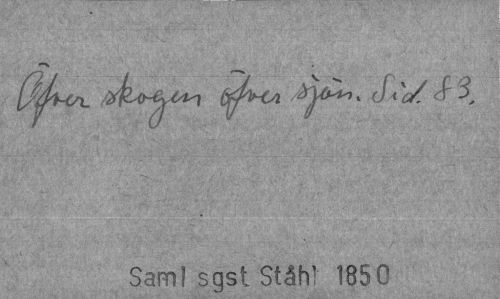 Öfver skogen öfver sjön. Sid. 83.
Saml sgst Ståhl 1850